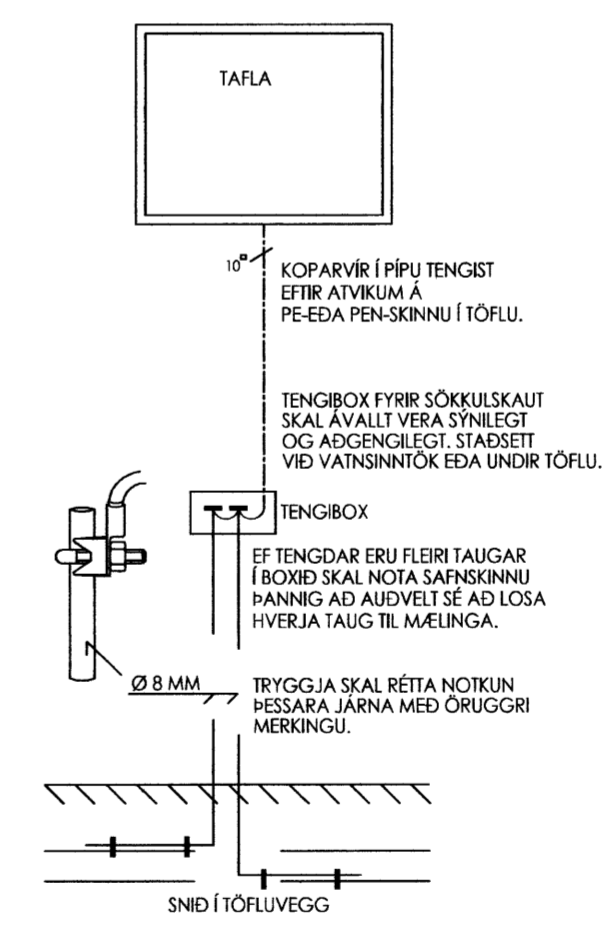 TAFLA
10
KOPARVÍR Í PÍPU TENGIST
EFTIR ATVIKUM Á
PE-EÐA PEN-SKINNU Í TÖFLU.
TENGIBOX FYRIR SÖKKULSKAUT
SKAL ÁVALLT VERA SÝNILEGT
OG AÐGENGILEGT. STAÐSETT
VIÐ VATNSINNTÖK EÐA UNDIR TÖFLU.
TENGIBOX
EF TENGDAR ERU FLEIRI TAUGAR
Í BOXIÐ SKAL NOTA SAFNSKINNU
ÞANNIG AÐ AUÐVELT SÉ AÐ LOSA
HVERJA TAUG TIL MÆLINGA.
Ø 8 MM
TRYGGJA SKAL RÉTTA NOTKUN
ÞESSARA JÁRNA MEÐ ÖRUGGRI
MERKINGU.
SNIÐ Í TÖFLUVEGG